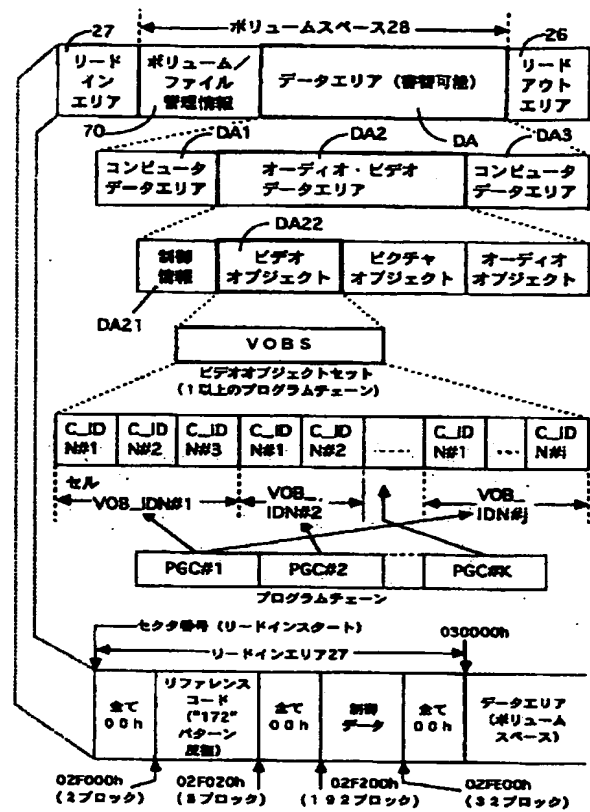 27
ボリュームスペース28
26
リード
イン
エリア
ボリューム/
ファイル
管理情報
データエリア (書替可能)
リード
アウト
エリア
70
DA1
DA2
DA
DA3
コンピュータ
データエリア
オーディオ・ビデオ
データエリア
コンピュータ
データエリア
DA22
制御
情報
ビデオ
オブジェクト
ピクチャ
オブジェクト
オーディオ
オブジェクト
DA21
VOBS
ビデオオブジェクトセット
(1以上のプログラムチェーン)
C_ID
N#1
C_ID
N#2
C_ID
N#3
C_ID
N#1
C_ID
N#2
.....
C_ID
N#1
...
C_ID
N#i
セル
VOB_IDN#1
VOB_
IDN#2
VOB_
IDN#j
PGC#1
PGC#2
PGC#K
プログラムチェーン
セクタ番号 (リードインスタート)
030000h
リードインエリア27
全て
00h
リファレンス
コード
("172"
パターン
反復)
全て
00h
制御
データ
全て
00h
データエリア
(ボリューム
スペース)
02F000h
(2ブロック)
02F020h
02F200h
(192ブロック)
02FE00h
(32ブロック)